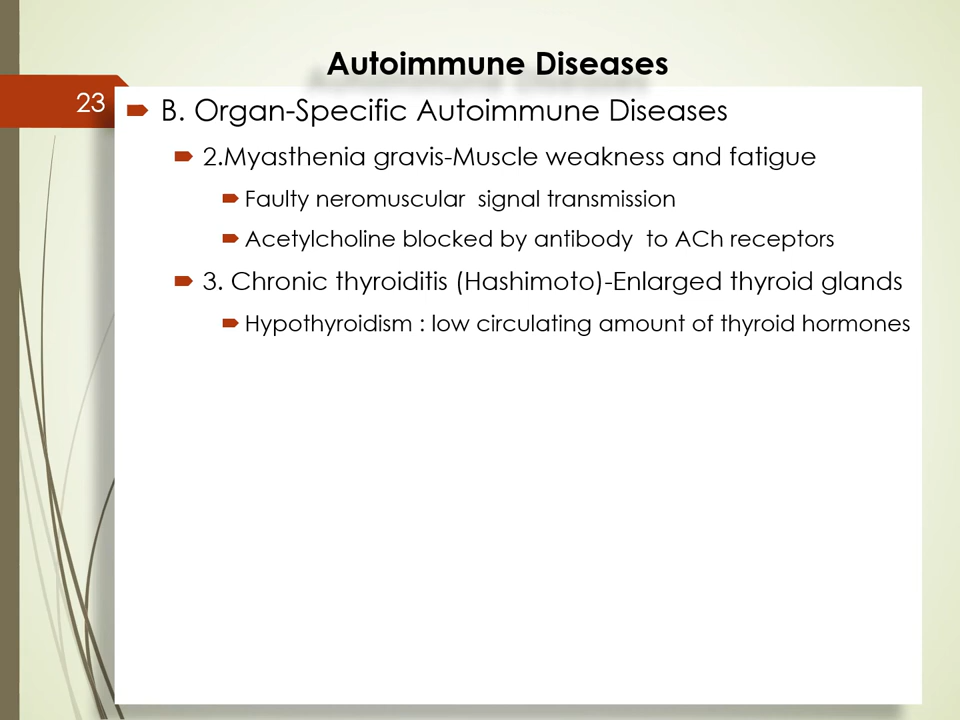 Autoimmune Diseases
23
B. Organ-Specific Autoimmune Diseases
2.Myasthenia gravis-Muscle weakness and fatigue
Faulty neromuscular  signal transmission
Acetylcholine blocked by antibody  to ACh receptors
3. Chronic thyroiditis (Hashimoto)-Enlarged thyroid glands
Hypothyroidism : low circulating amount of thyroid hormones